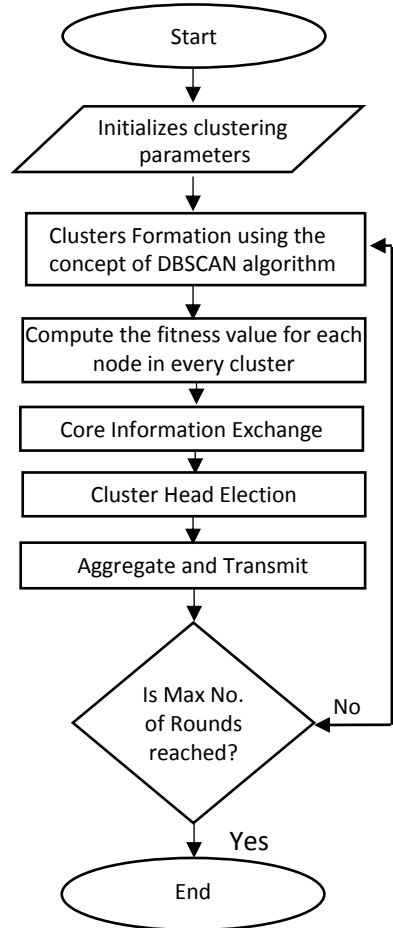 Start
Initializes clustering
parameters
Clusters Formation using the
concept of DBSCAN algorithm
Compute the fitness value for each
node in every cluster
Core Information Exchange
Cluster Head Election
Aggregate and Transmit
Is Max No.
of Rounds
reached?
No
Yes
End